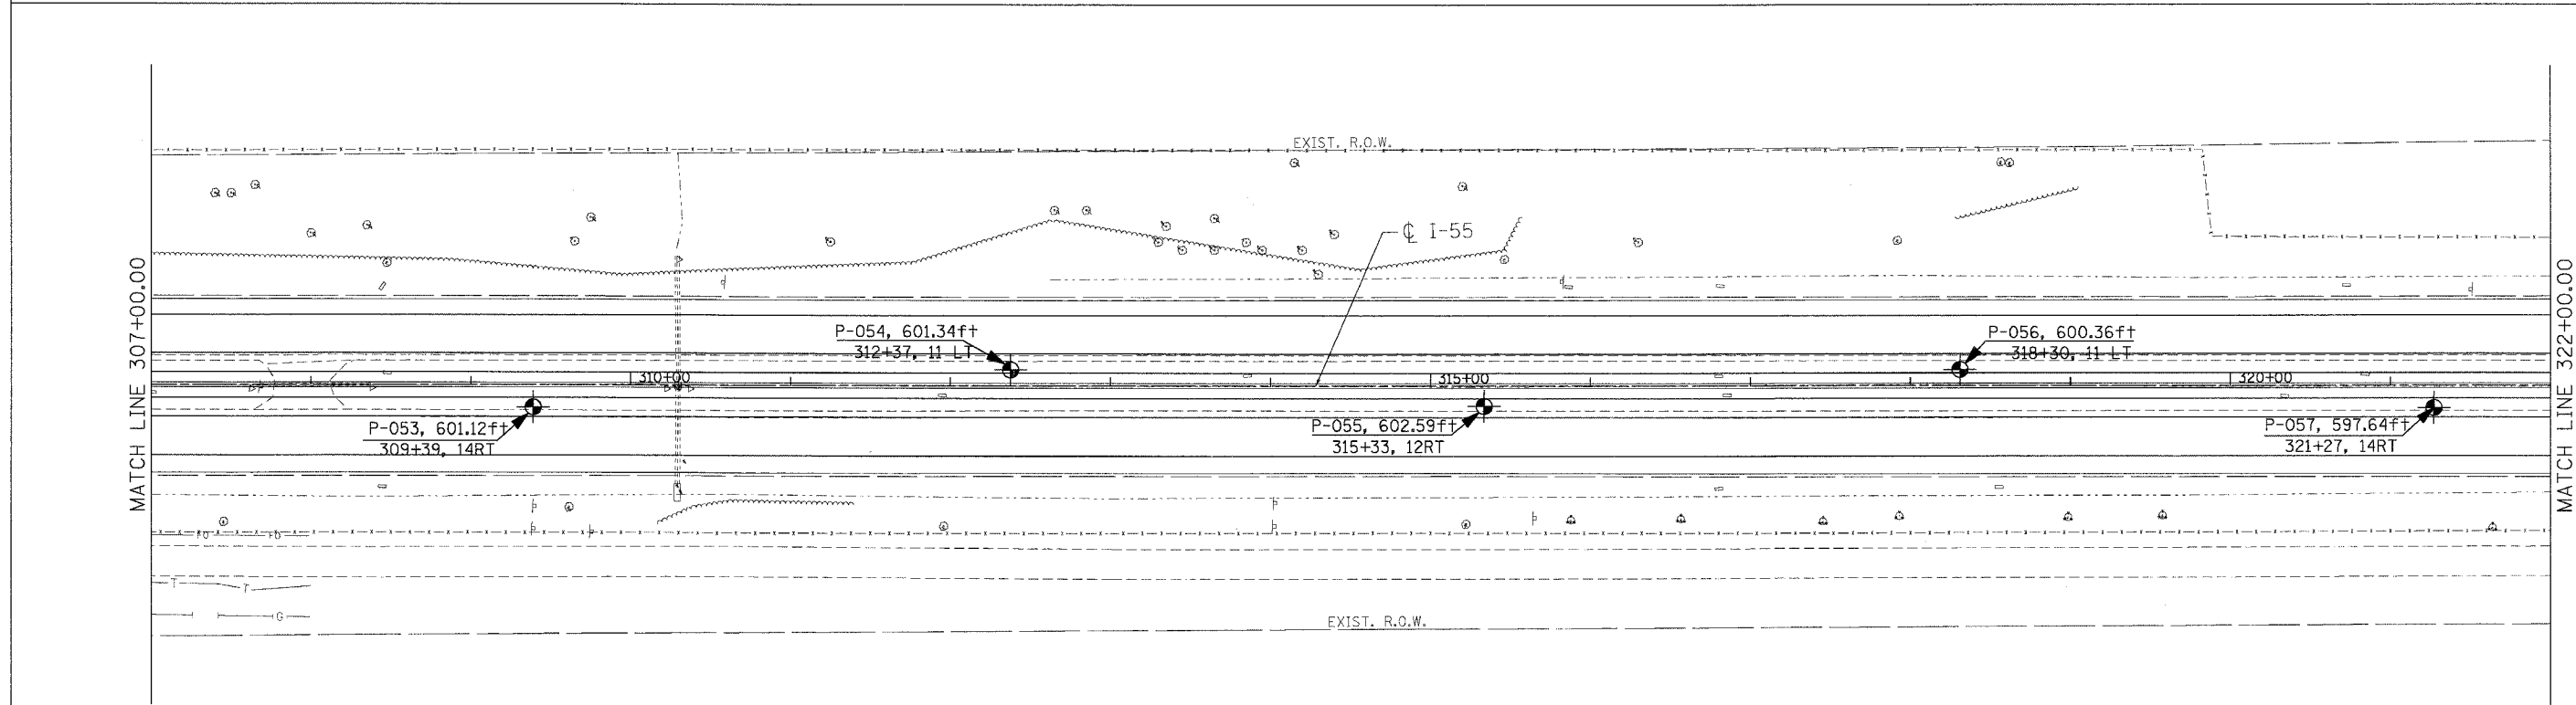 EXIST. R.O.W.
℄ I-55
MATCH LINE 307+00.00
MATCH LINE 322+00.00
P-054, 601.34ft
312+37, 11 LT
P-056, 600.36ft
318+30, 11 LT
310+00
315+00
320+00
P-053, 601.12ft
309+39, 14RT
P-055, 602.59ft
315+33, 12RT
P-057, 597.64ft
321+27, 14RT
T
T
G
EXIST. R.O.W.